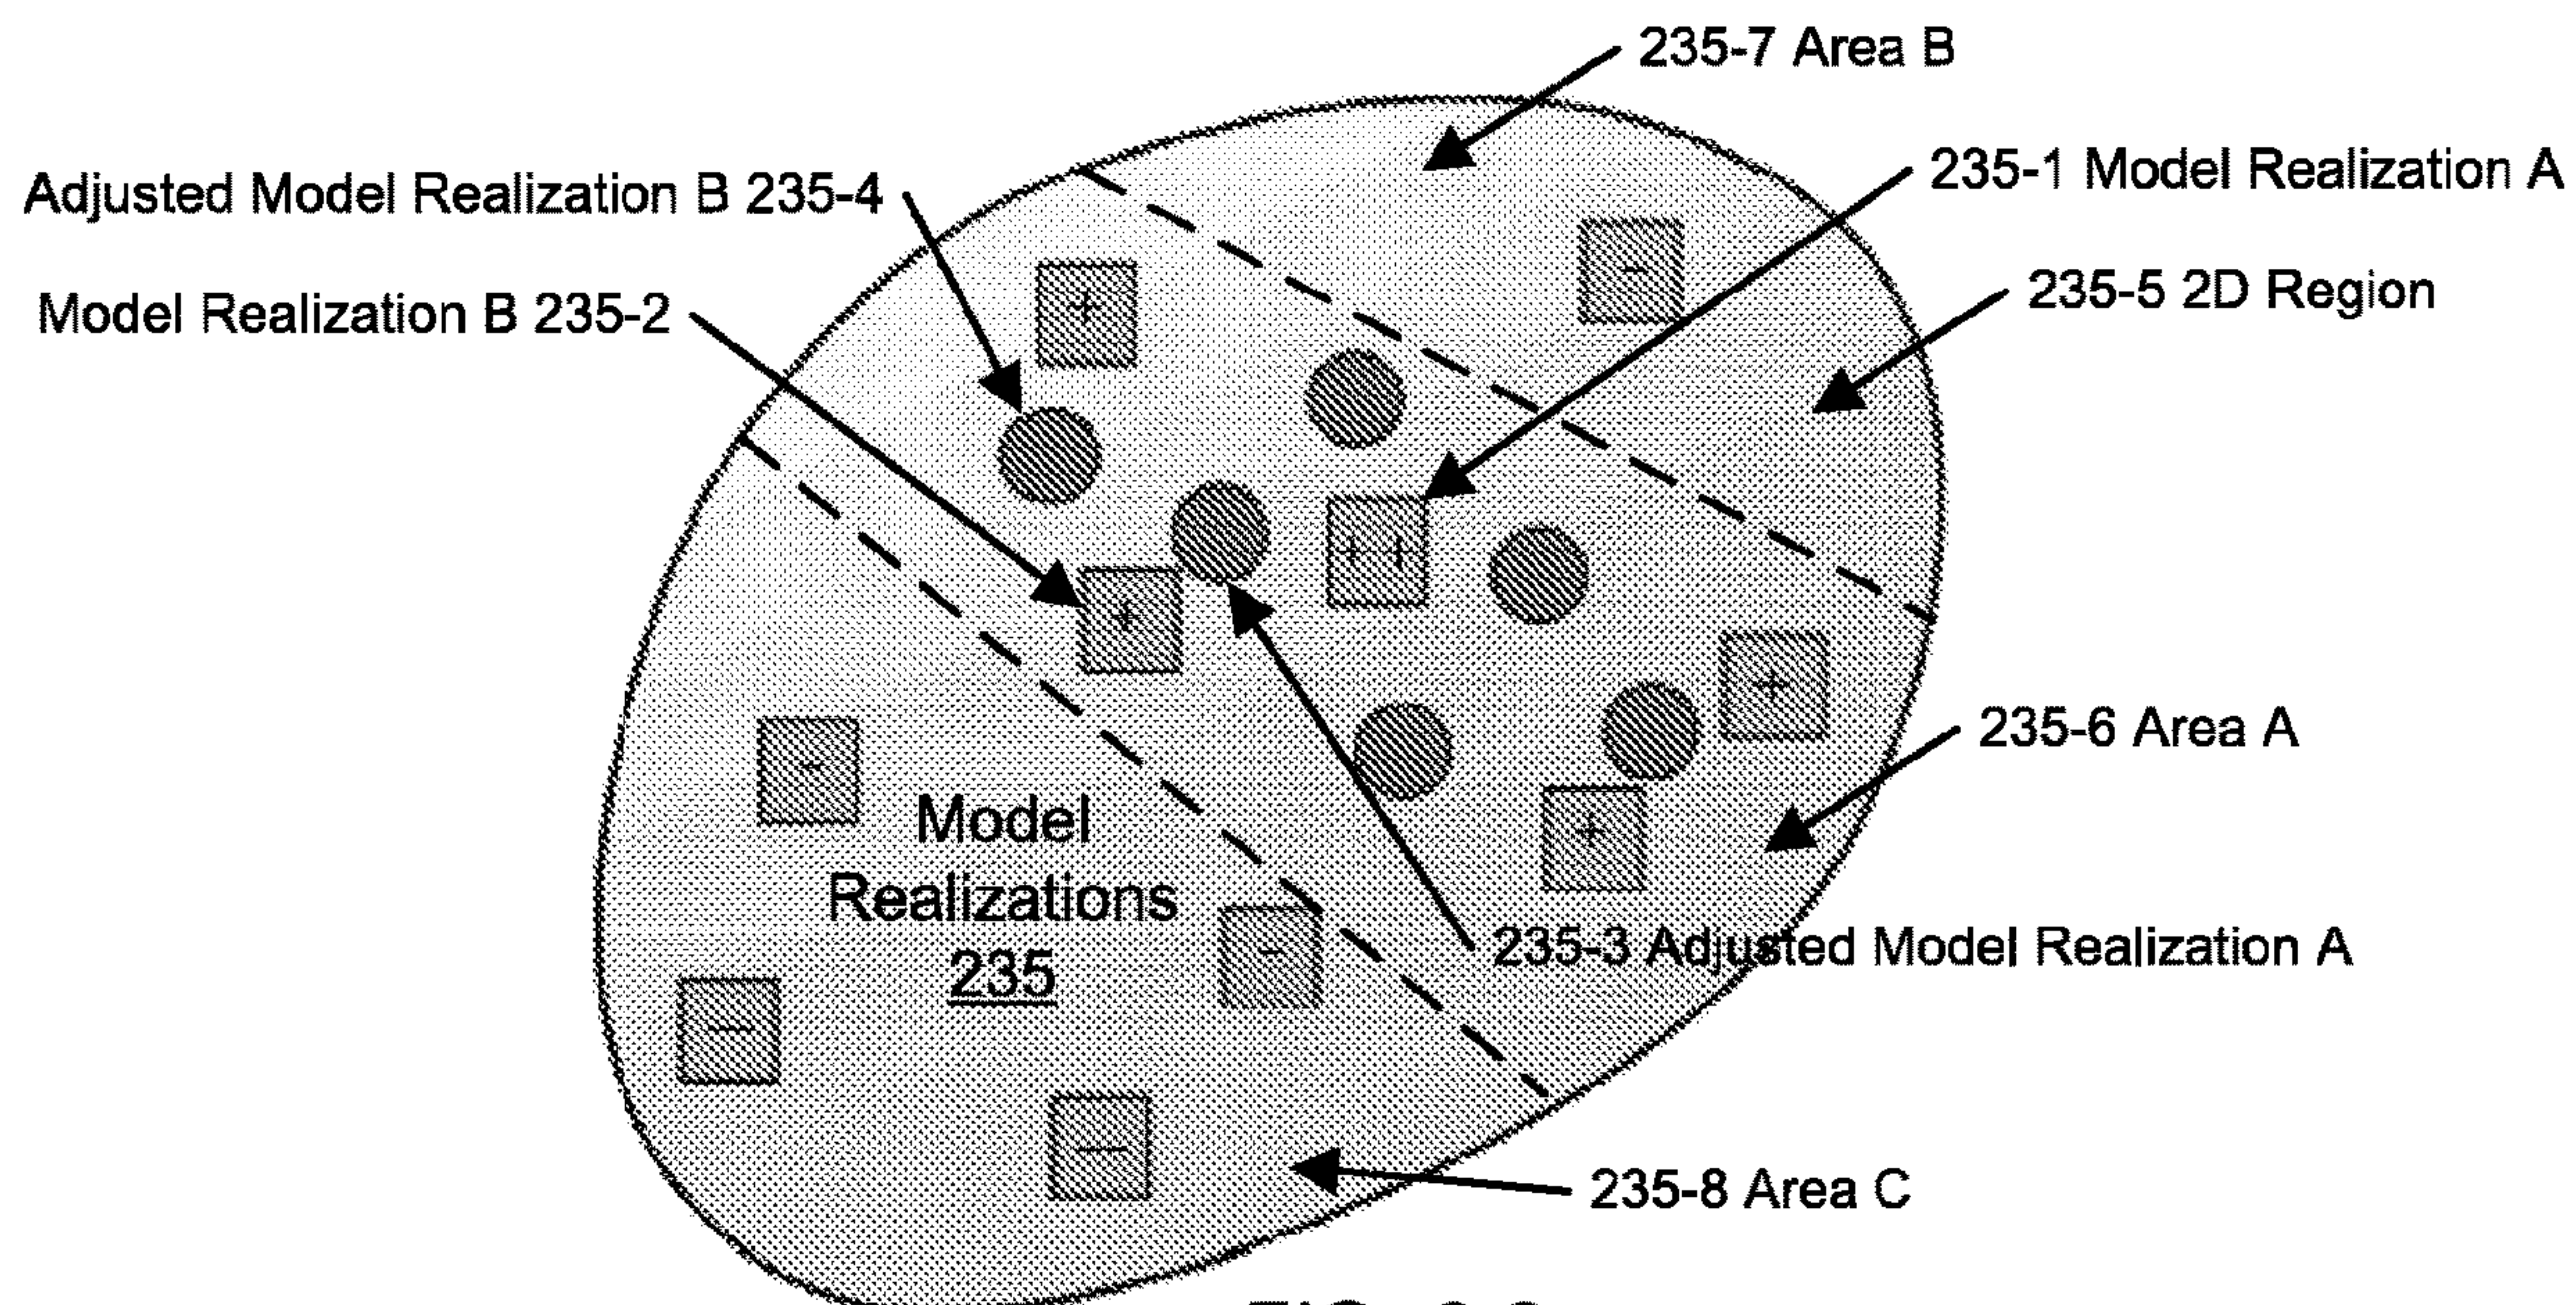 235-7 Area B
235-1 Model Realization A
Adjusted Model Realization B 235-4
235-5 2D Region
Model Realization B 235-2
+
-
+ -
+
+
235-6 Area A
-
+
Model
Realizations
235
-
235-3 Adjusted Model Realization A
-
-
235-8 Area C